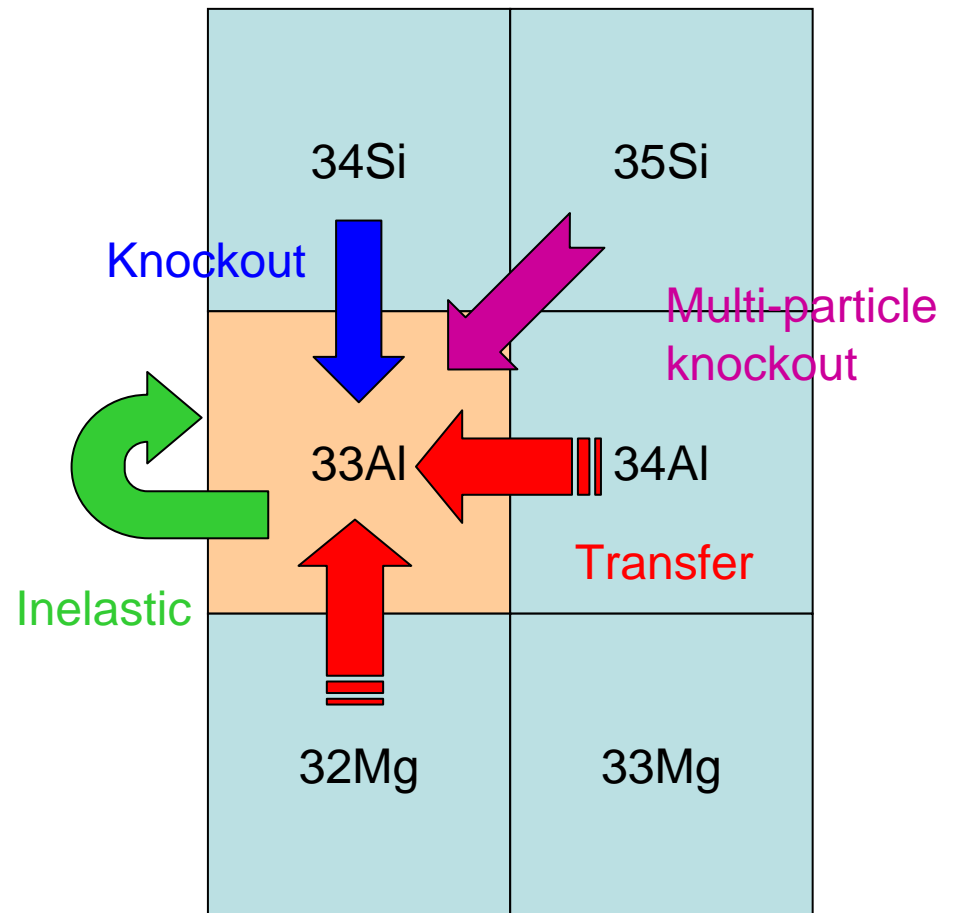 34Si
35Si
Knockout
Multi-particle
knockout
33Al
34Al
Transfer
Inelastic
32Mg
33Mg